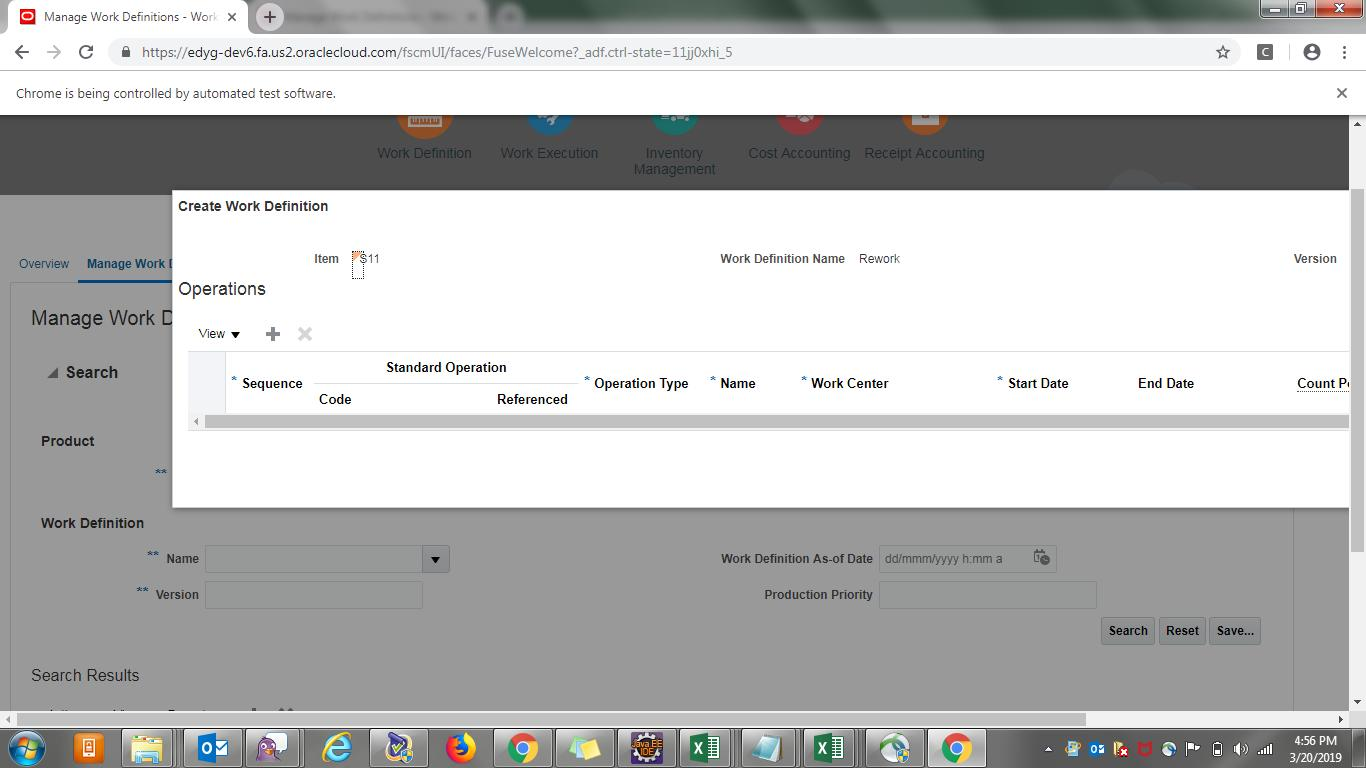 Manage Work Definitions - Work
https://edyg-dev6.fa.us2.oraclecloud.com/fscmUI/faces/FuseWelcome?_adf.ctrl-state=11jj0xhi_5
C
Chrome is being controlled by automated test software.
Work Definition Work Execution Inventory Management Cost Accounting Receipt Accounting
Create Work Definition
Item S11 Work Definition Name Rework Version
Overview Manage Work D
Operations
Manage Work D
View
Search
Standard Operation
* Sequence * Operation Type * Name * Work Center * Start Date End Date Count Po
Code Referenced
Product
**
Work Definition
** Name Work Definition As-of Date dd/mmm/yyyy h:mm a
** Version Production Priority
Search Reset Save...
Search Results
Java EE IDE
4:56 PM
3/20/2019